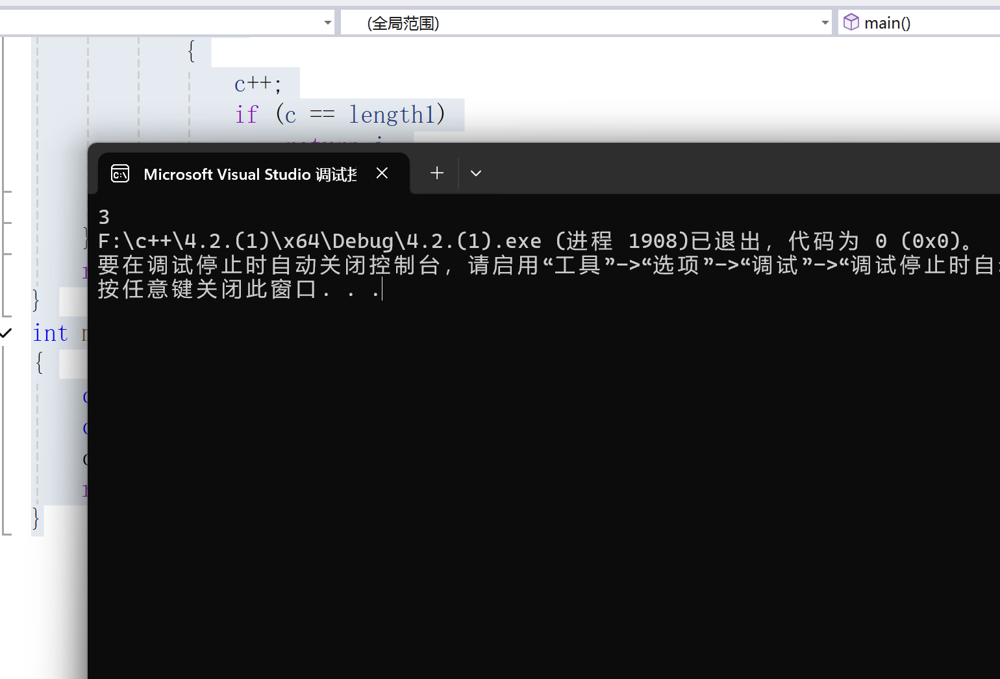 (全局范围)
main()
{
c++;
if (c == length1)
Microsoft Visual Studio 调试控
3
F:\c++\4.2.(1)\x64\Debug\4.2.(1).exe (进程 1908)已退出，代码为 0 (0x0)。
要在调试停止时自动关闭控制台，请启用“工具”->“选项”->“调试”->“调试停止时自
按任意键关闭此窗口. . .
}
}
int
{
}